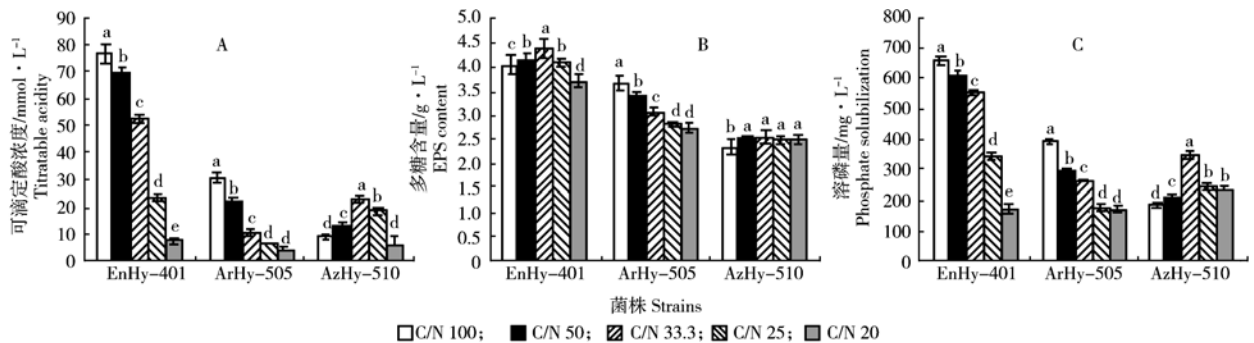 可滴定酸浓度/mmol·L⁻¹
Titratable acidity
90
80
70
60
50
40
30
20
10
0
A
a
b
c
d
e
a
b
c
d
d
d
c
a
b
d
EnHy-401 ArHy-505 AzHy-510
多糖含量/g·L⁻¹
EPS content
5.0
4.5
4.0
3.5
3.0
2.5
2.0
1.5
1.0
0.5
0.0
B
c
b
a
b
d
a
b
c
d
d
b
a
a
a
a
EnHy-401 ArHy-505 AzHy-510
溶磷量/mg·L⁻¹
Phosphate solubilization
800
700
600
500
400
300
200
100
0
C
a
b
c
d
e
a
b
c
d
d
d
c
a
b
b
EnHy-401 ArHy-505 AzHy-510
菌株 Strains
C/N 100; C/N 50; C/N 33.3; C/N 25; C/N 20